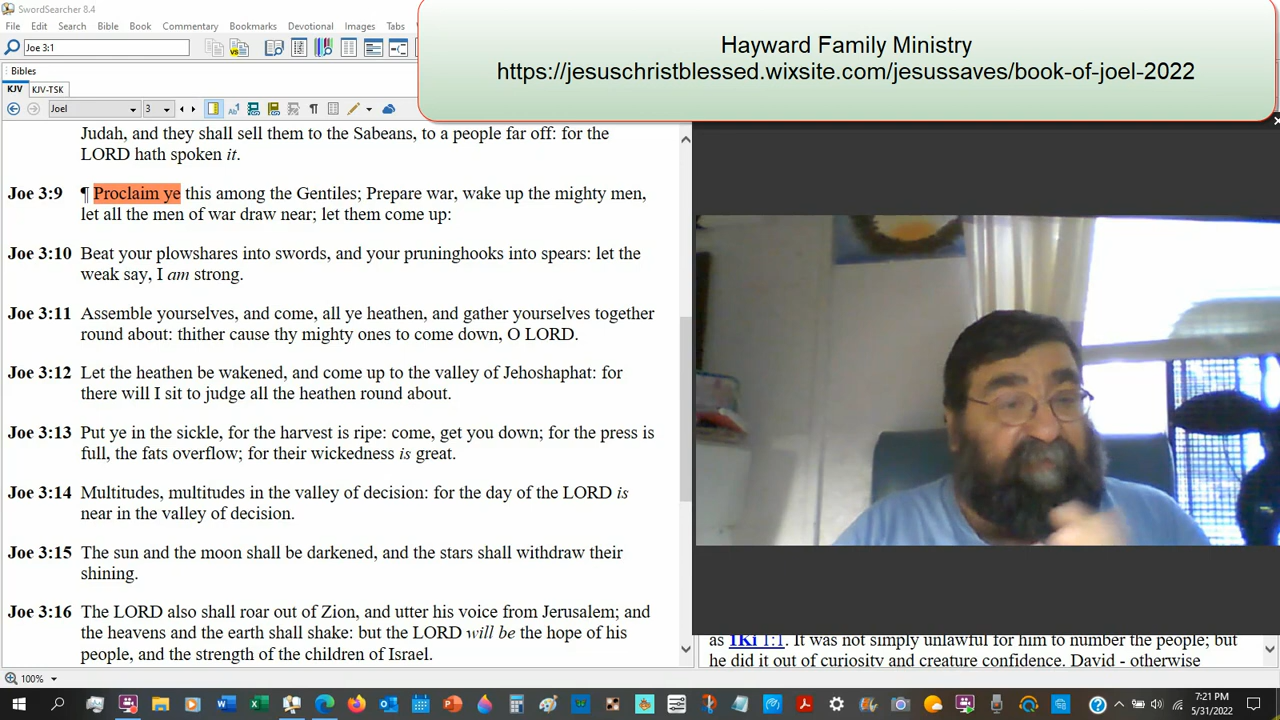 SwordSearcher 8.4
File Edit Search Bible Book Commentary Bookmarks Devotional Images Tabs
Joe 3:1
Bibles
KJV KJV-TSK
Joel 3
Hayward Family Ministry
https://jesuschristblessed.wixsite.com/jesussaves/book-of-joel-2022
Judah, and they shall sell them to the Sabeans, to a people far off: for the
LORD hath spoken it.
Joe 3:9 ¶ Proclaim ye this among the Gentiles; Prepare war, wake up the mighty men,
let all the men of war draw near; let them come up:
Joe 3:10 Beat your plowshares into swords, and your pruninghooks into spears: let the
weak say, I am strong.
Joe 3:11 Assemble yourselves, and come, all ye heathen, and gather yourselves together
round about: thither cause thy mighty ones to come down, O LORD.
Joe 3:12 Let the heathen be wakened, and come up to the valley of Jehoshaphat: for
there will I sit to judge all the heathen round about.
Joe 3:13 Put ye in the sickle, for the harvest is ripe: come, get you down; for the press is
full, the fats overflow; for their wickedness is great.
Joe 3:14 Multitudes, multitudes in the valley of decision: for the day of the LORD is
near in the valley of decision.
Joe 3:15 The sun and the moon shall be darkened, and the stars shall withdraw their
shining.
Joe 3:16 The LORD also shall roar out of Zion, and utter his voice from Jerusalem; and
the heavens and the earth shall shake: but the LORD will be the hope of his
people, and the strength of the children of Israel.
as 1Ki 1:1. It was not simply unlawful for him to number the people; but
he did it out of curiosity and creature confidence. David - otherwise
100%
7:21 PM
5/31/2022